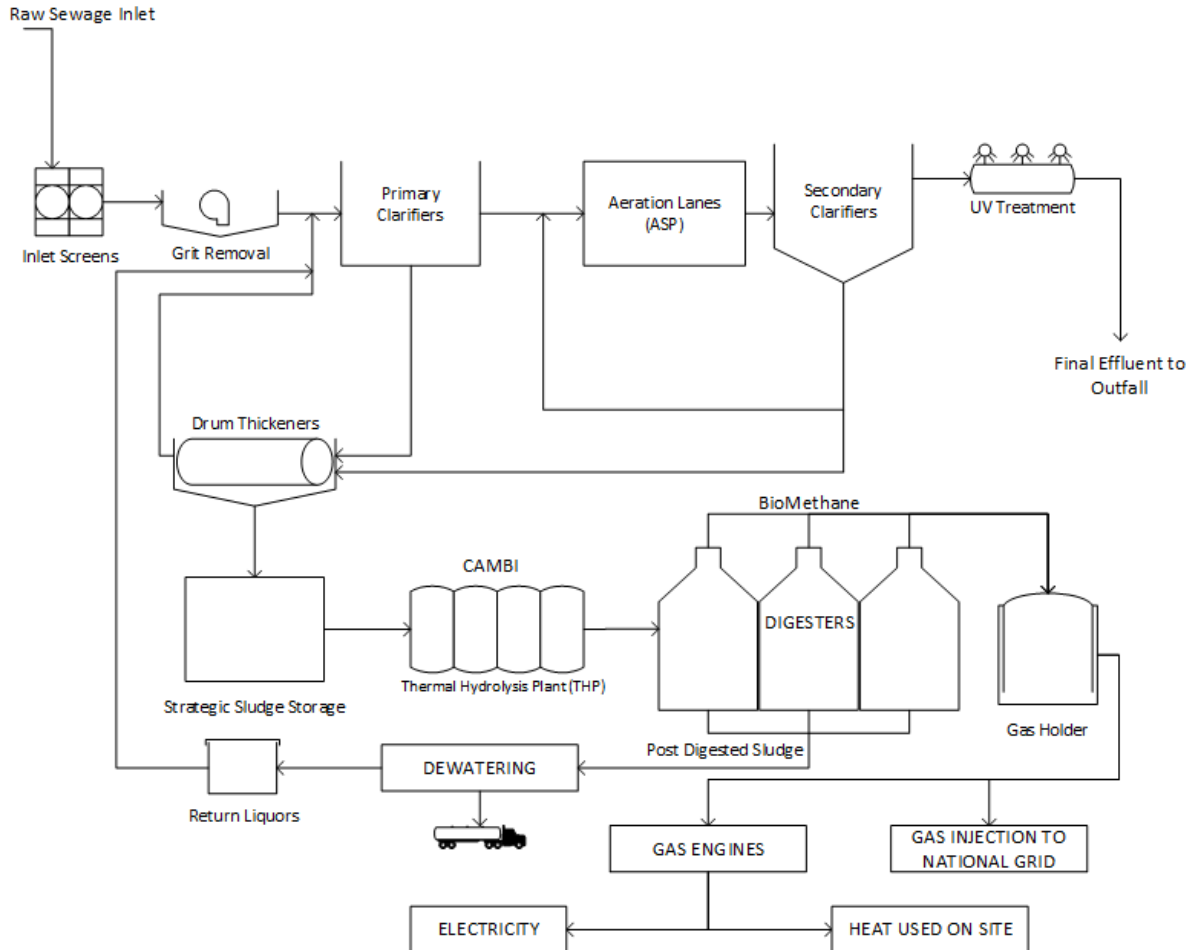 Raw Sewage Inlet
Inlet Screens
Grit Removal
Primary
Clarifiers
Aeration Lanes
(ASP)
Secondary
Clarifiers
UV Treatment
Final Effluent to
Outfall
Drum Thickeners
BioMethane
CAMBI
DIGESTERS
Thermal Hydrolysis Plant (THP)
Strategic Sludge Storage
Gas Holder
Post Digested Sludge
DEWATERING
Return Liquors
GAS ENGINES
GAS INJECTION TO
NATIONAL GRID
ELECTRICITY
HEAT USED ON SITE